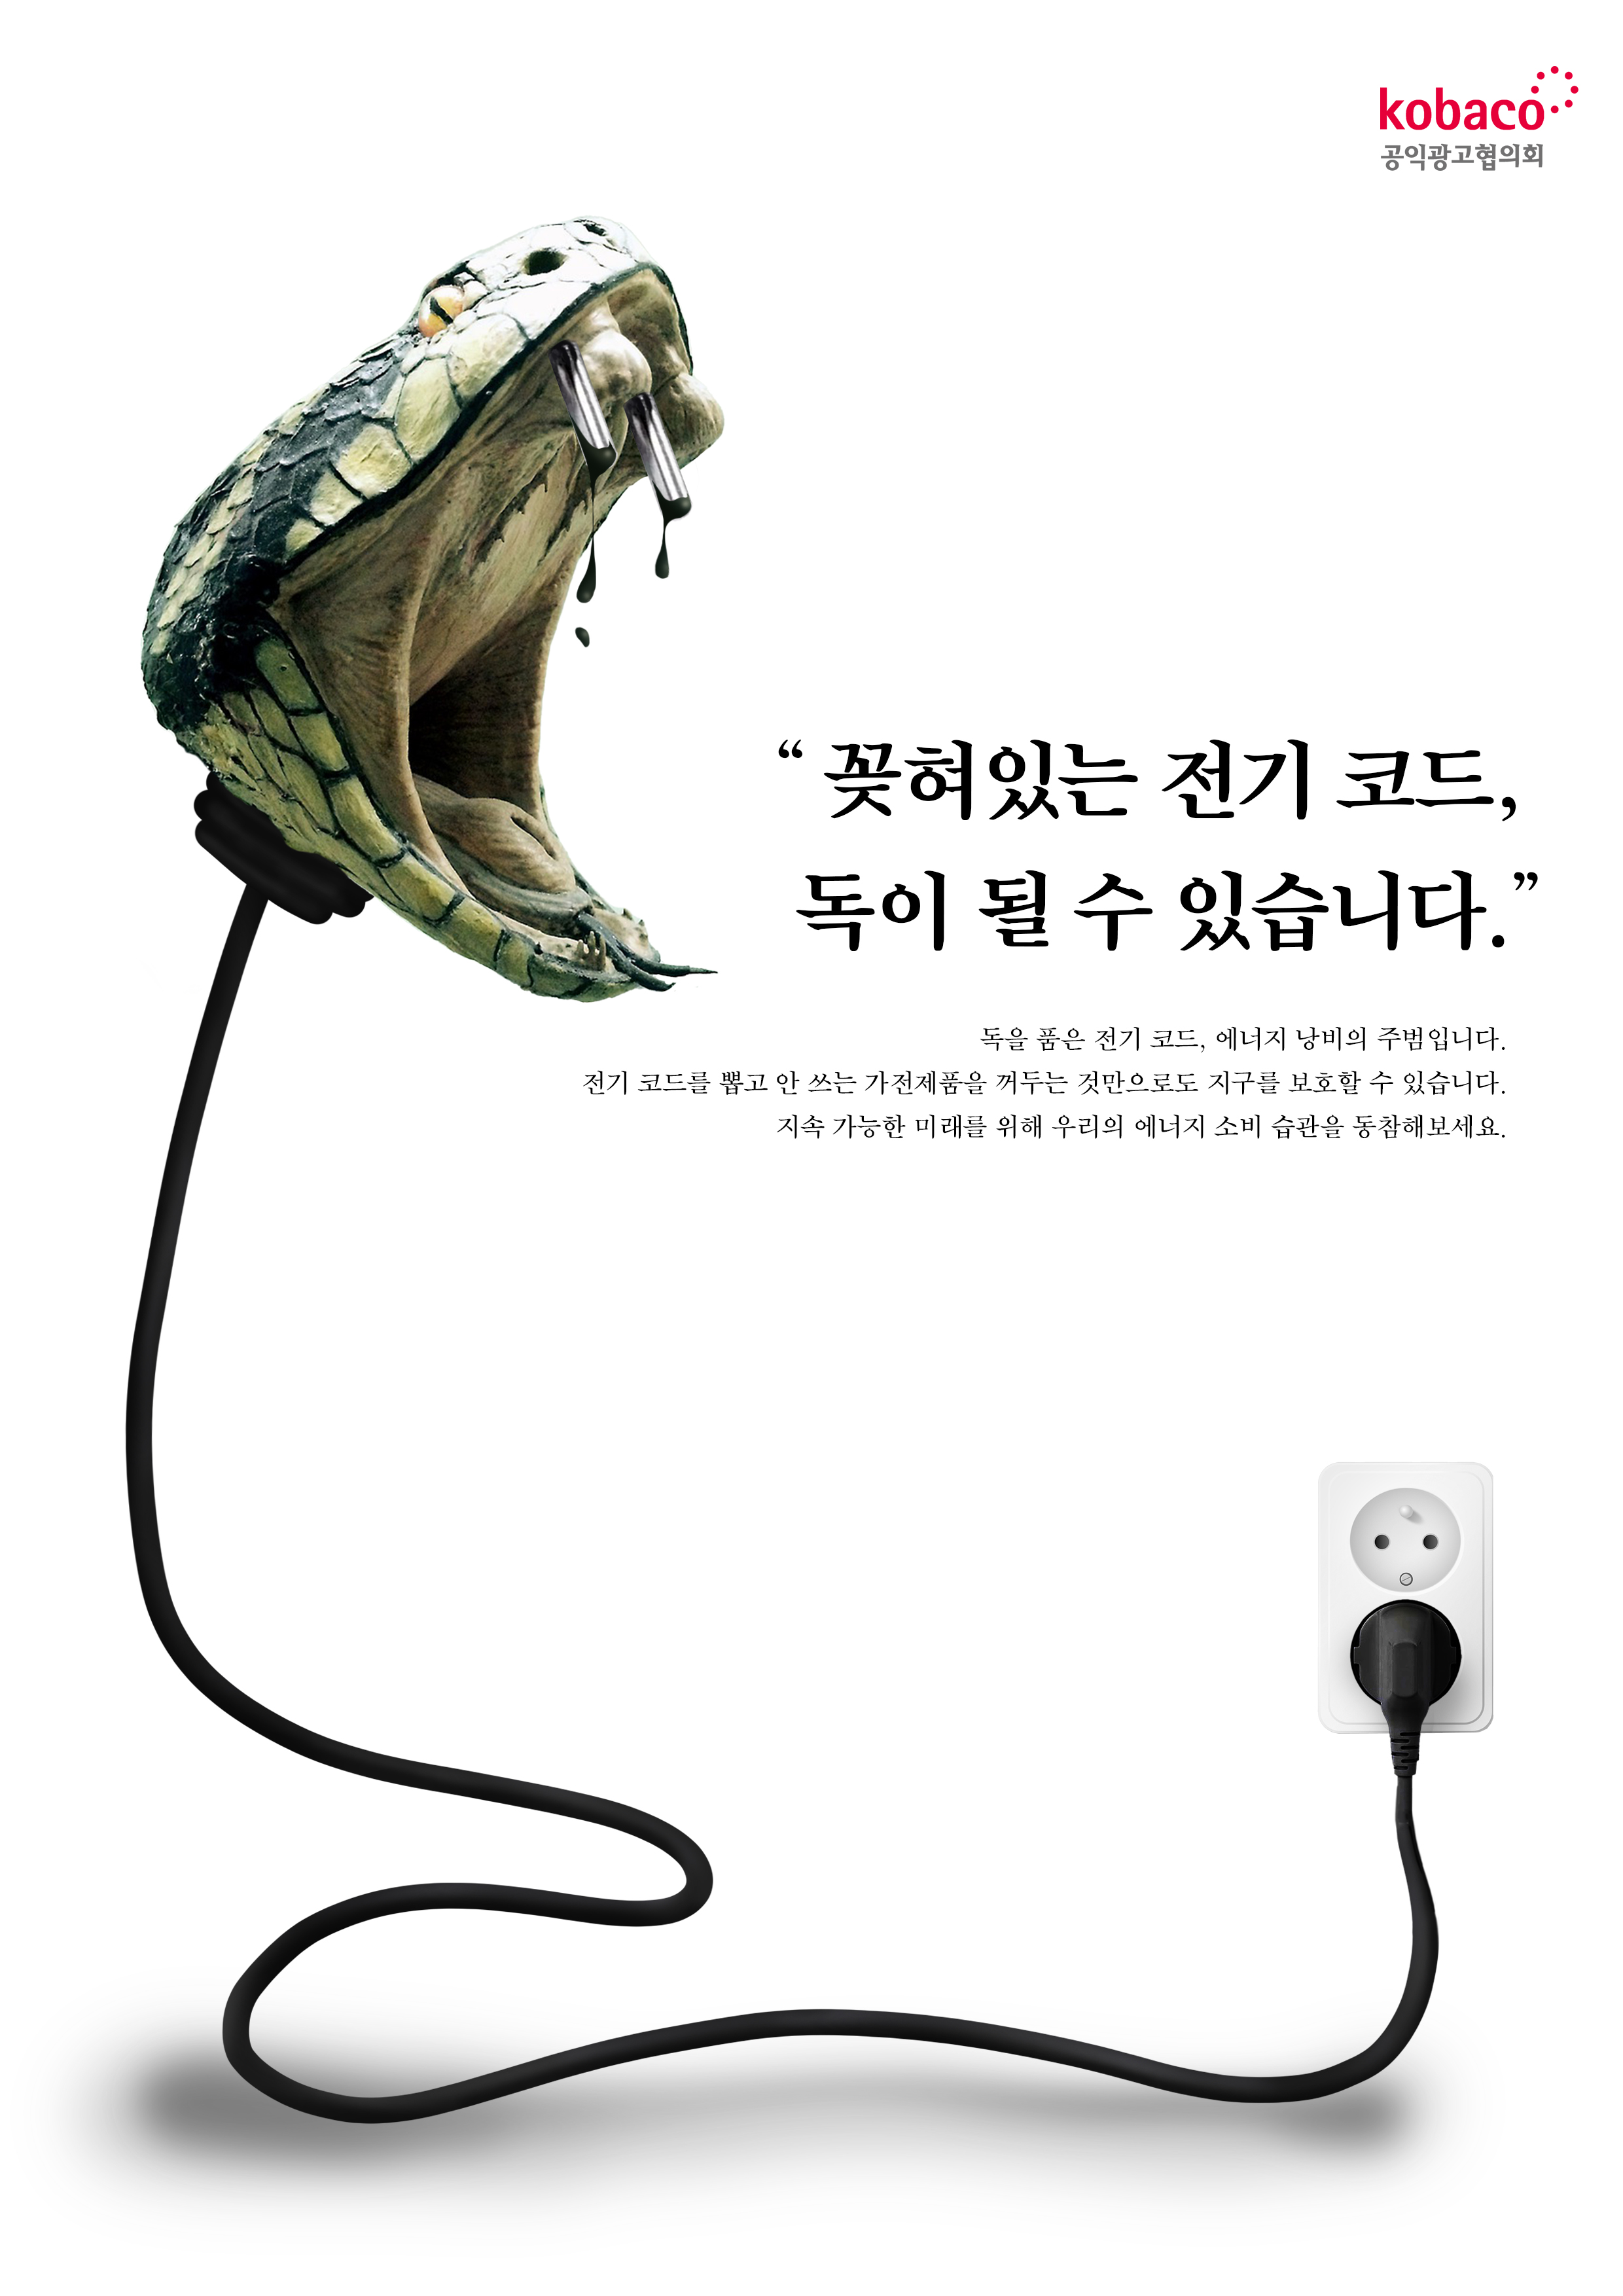 kobaco
공익광고협의회
“ 꽂혀있는 전기 코드,
독이 될 수 있습니다.”
독을 품은 전기 코드, 에너지 낭비의 주범입니다.
전기 코드를 뽑고 안 쓰는 가전제품을 꺼두는 것만으로도 지구를 보호할 수 있습니다.
지속 가능한 미래를 위해 우리의 에너지 소비 습관을 동참해보세요.